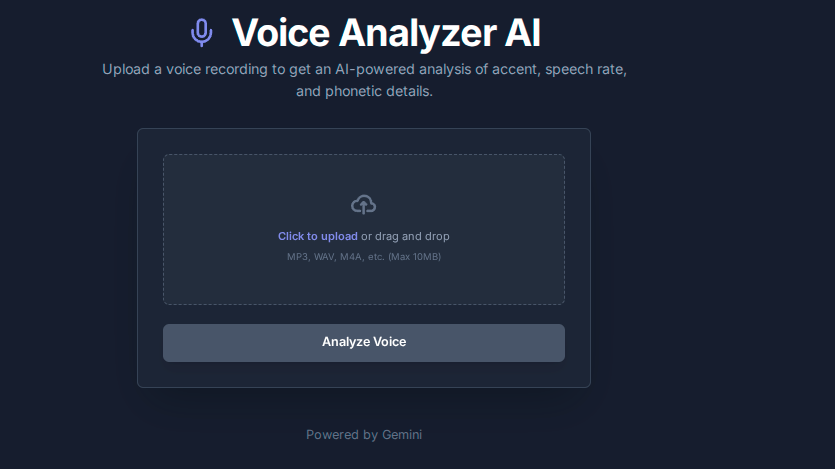 Voice Analyzer AI
Upload a voice recording to get an AI-powered analysis of accent, speech rate,
and phonetic details.
Click to upload or drag and drop
MP3, WAV, M4A, etc. (Max 10MB)
Analyze Voice
Powered by Gemini